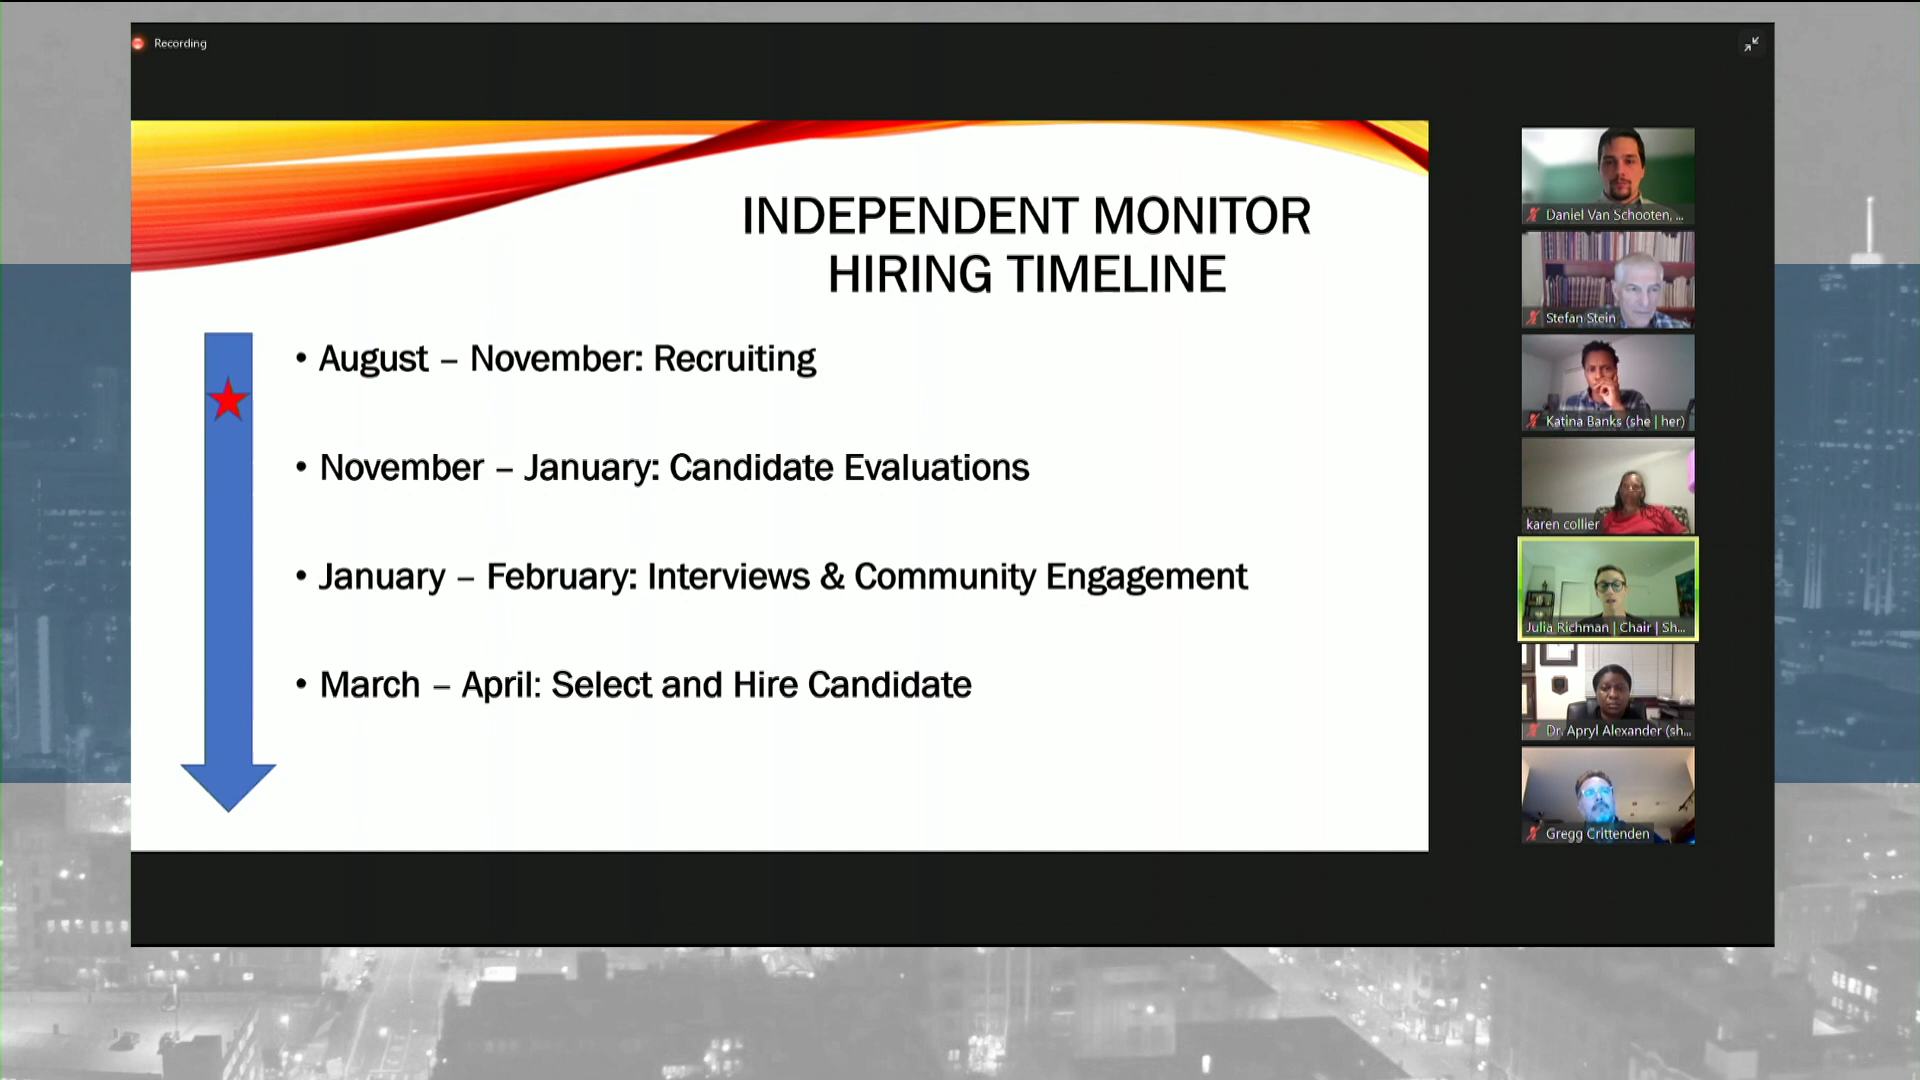 Recording
INDEPENDENT MONITOR
HIRING TIMELINE
• August – November: Recruiting
• November – January: Candidate Evaluations
• January – February: Interviews & Community Engagement
• March – April: Select and Hire Candidate
Daniel Van Schooten, ...
Stefan Stein
Katina Banks (she | her)
karen collier
Julia Richman | Chair | Sh...
Dr. Apryl Alexander (sh...
Gregg Crittenden